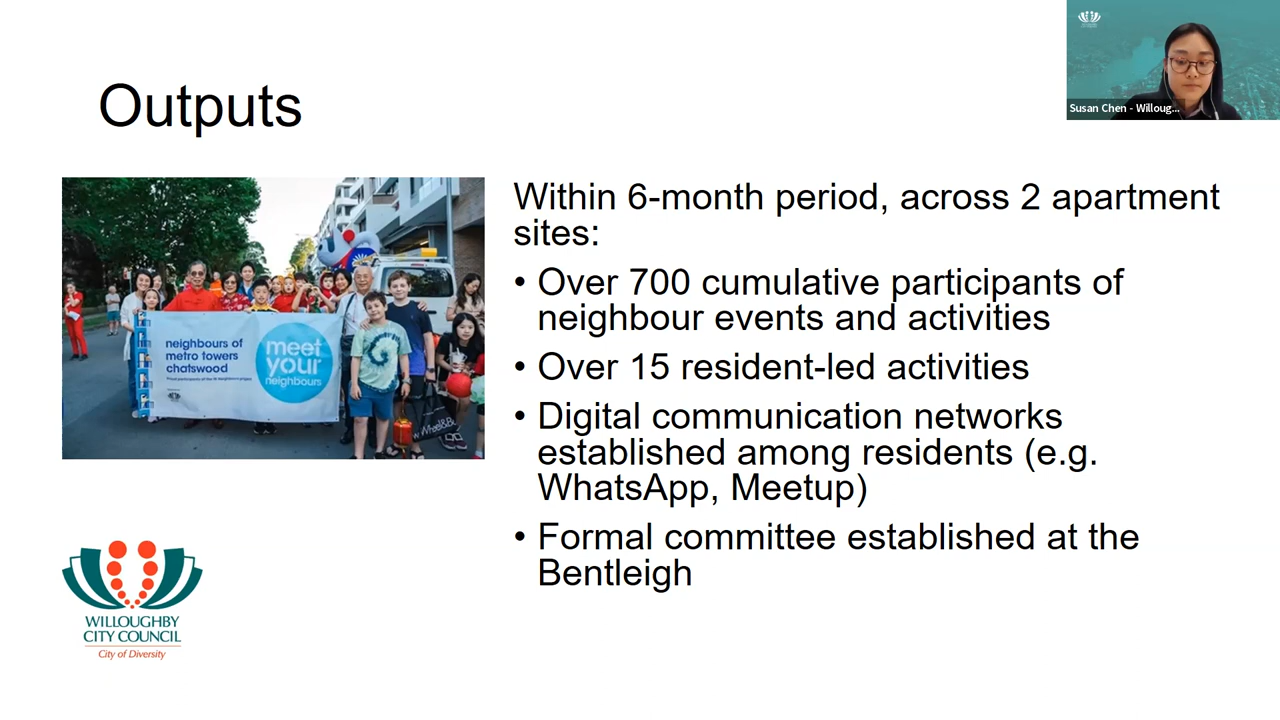 Outputs
Susan Chen - Willoug...
Within 6-month period, across 2 apartment
sites:
• Over 700 cumulative participants of
neighbour events and activities
• Over 15 resident-led activities
• Digital communication networks
established among residents (e.g.
WhatsApp, Meetup)
• Formal committee established at the
Bentleigh
neighbours of
metro towers
chatswood
meet
your
neighbours
WILLOUGHBY
CITY COUNCIL
City of Diversity